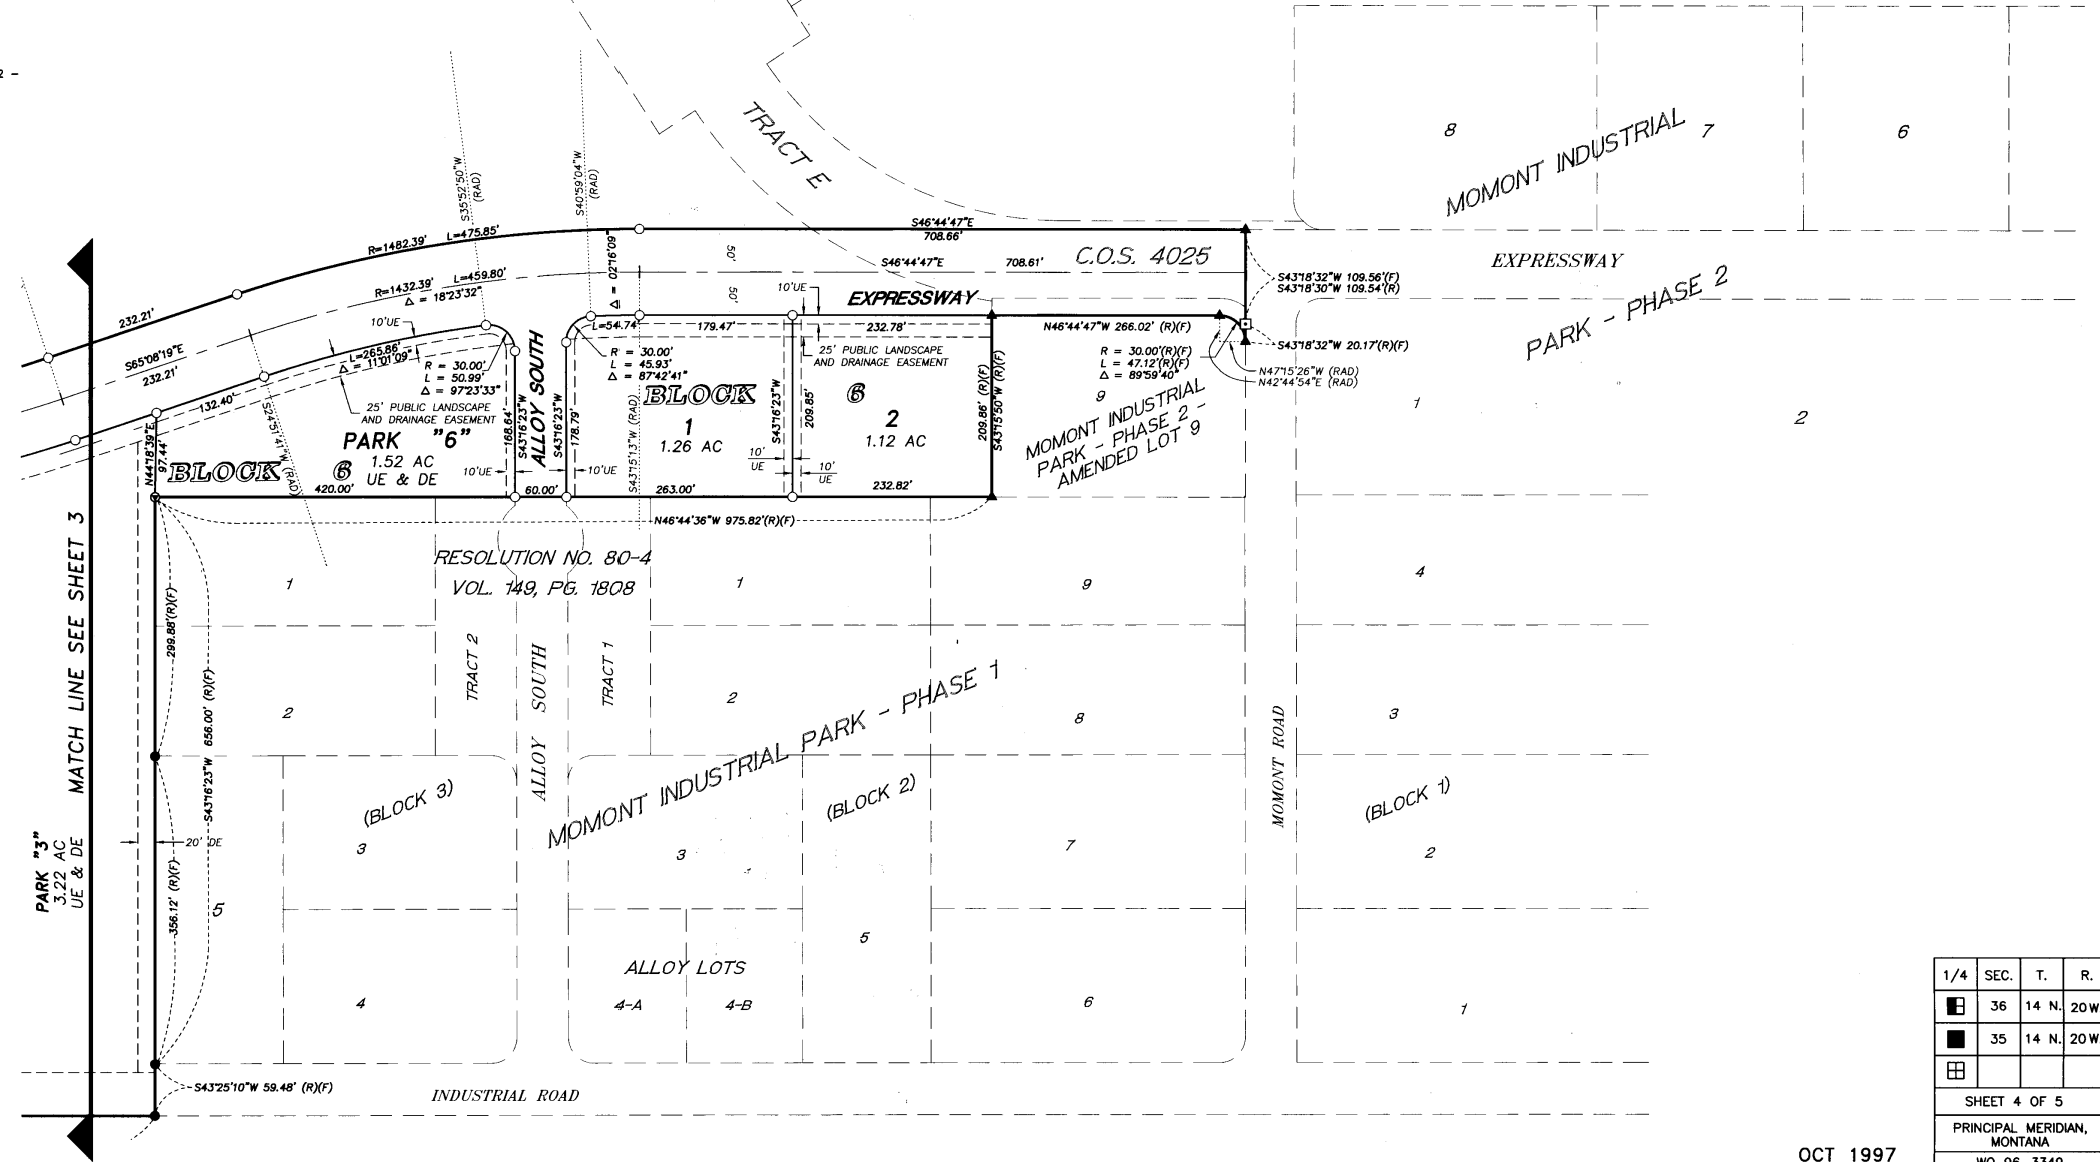 TRACT E
8
7
6
MOMONT INDUSTRIAL
PARK - PHASE 2
EXPRESSWAY
1
2
S35°52'50"W
(RAD)
S40°59'04"W
(RAD)
R=1482.39'
L=475.85'
S46°44'47"E
708.66'
232.21'
R=1432.39'
L=459.80'
Δ = 18°23'32"
Δ = 02°16'09"
50'
50'
S46°44'47"E
708.61'
C.O.S. 4025
S43°18'32"W 109.56'(F)
S43°18'30"W 109.54'(R)
S65°08'19"E
232.21'
10'UE
L=265.86'
Δ = 11°01'09"
10'UE
EXPRESSWAY
L=54.74'
179.47'
232.78'
N46°44'47"W 266.02' (R)(F)
S43°18'32"W 20.17'(R)(F)
R = 30.00'
L = 50.99'
Δ = 97°23'33"
R = 30.00'
L = 45.93'
Δ = 87°42'41"
25' PUBLIC LANDSCAPE
AND DRAINAGE EASEMENT
R = 30.00'(R)(F)
L = 47.12'(R)(F)
Δ = 89°59'40"
N47°15'26"W (RAD)
N42°44'54"E (RAD)
132.40'
25' PUBLIC LANDSCAPE
AND DRAINAGE EASEMENT
S24°51'41"W (RAD)
N44°18'39"E
97.44'
PARK "6"
1.52 AC
UE & DE
BLOCK 6
420.00'
10'UE
168.64'
S43°16'23"W
ALLOY SOUTH
S43°16'23"W
178.79'
10'UE
60.00'
S43°15'13"W (RAD)
BLOCK 6
1
1.26 AC
263.00'
S43°16'23"W
209.85'
10'
UE
10'
UE
2
1.12 AC
232.82'
209.86' (R)(F)
S43°15'50"W (R)(F)
9
MOMONT INDUSTRIAL
PARK - PHASE 2 -
AMENDED LOT 9
N46°44'36"W 975.82'(R)(F)
RESOLUTION NO. 80-4
VOL. 149, PG. 1808
MATCH LINE SEE SHEET 3
PARK "3"
3.22 AC
UE & DE
299.88'(R)(F)
S43°16'23"W 656.00' (R)(F)
356.12' (R)(F)
20' DE
S43°25'10"W 59.48' (R)(F)
1
2
TRACT 2
ALLOY SOUTH
TRACT 1
1
2
9
8
4
3
MOMONT INDUSTRIAL PARK - PHASE 1
(BLOCK 3)
(BLOCK 2)
(BLOCK 1)
MOMONT ROAD
3
3
7
2
5
4
ALLOY LOTS
4-A
4-B
5
6
1
INDUSTRIAL ROAD
1/4 SEC. T. R.
36 14 N. 20W
35 14 N. 20W
SHEET 4 OF 5
PRINCIPAL MERIDIAN,
MONTANA
OCT 1997